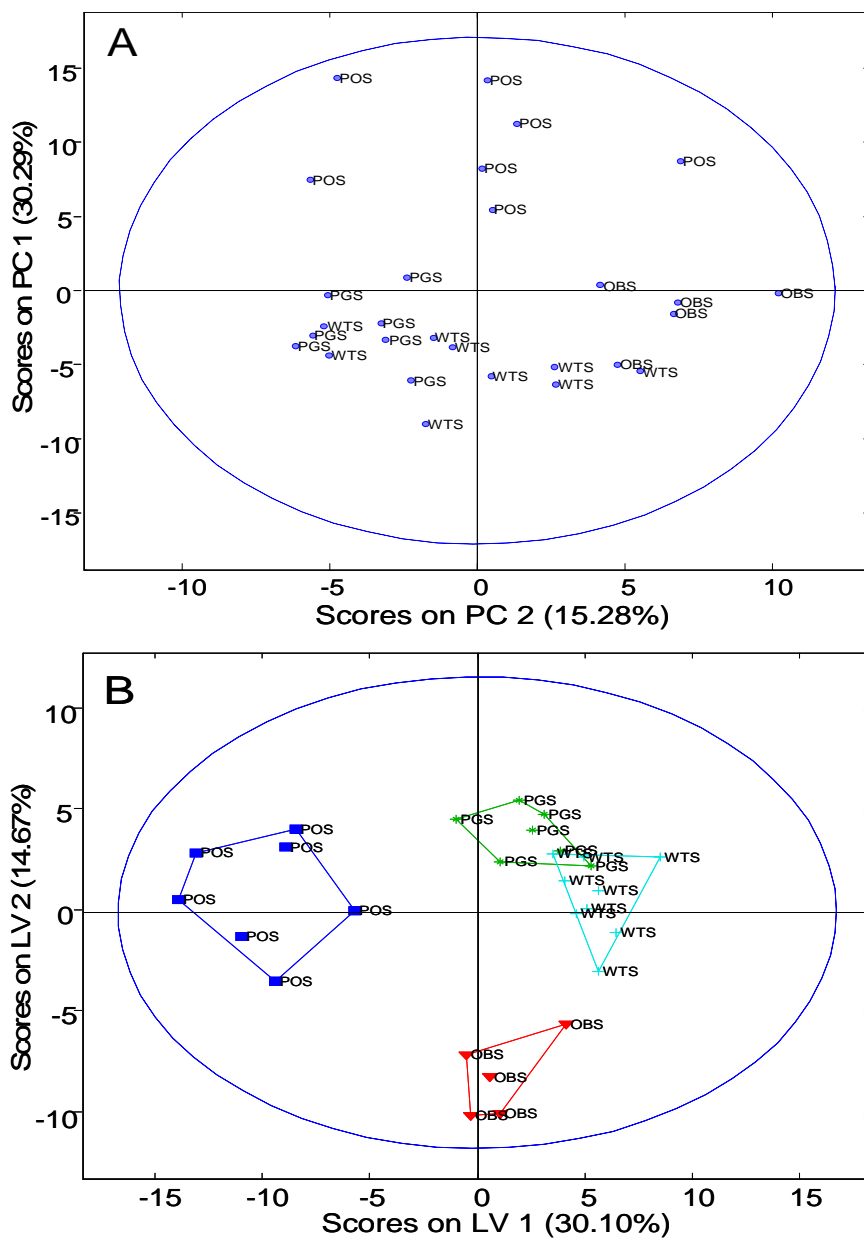 A
Scores on PC 1 (30.29%)
15
10
5
0
-5
-10
-15
POS
POS
POS
POS
POS
POS
POS
PGS
OBS
PGS
OBS
OBS
OBS
WTS
PGS
PGS
PGS
WTS
PGS
WTS
WTS
WTS
WTS
OBS
WTS
PGS
WTS
WTS
-10
-5
0
5
10
Scores on PC 2 (15.28%)
B
Scores on LV 2 (14.67%)
10
5
0
-5
-10
PGS
PGS
PGS
PGS
POS
POS
POS
PGS
WTS
WTS
WTS
PGS
PGS
WTS
WTS
POS
POS
WTS
WTS
POS
WTS
WTS
POS
OBS
OBS
OBS
OBS
OBS
-15
-10
-5
0
5
10
15
Scores on LV 1 (30.10%)